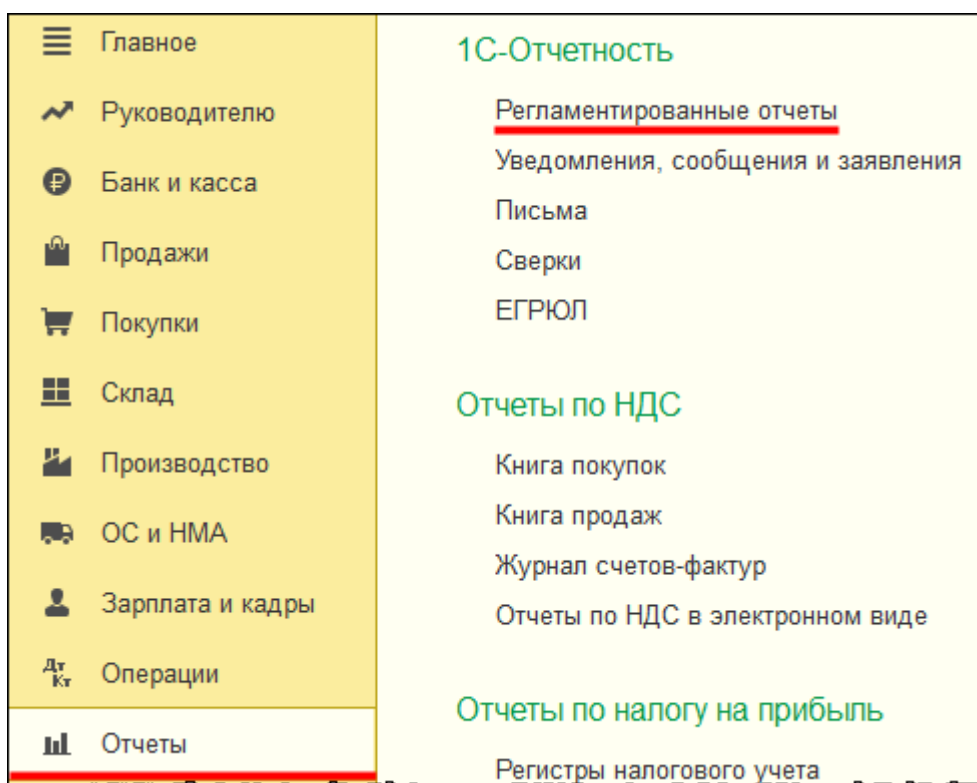 Главное
Руководителю
Банк и касса
Продажи
Покупки
Склад
Производство
ОС и НМА
Зарплата и кадры
Дт Кт Операции
Отчеты
1С-Отчетность
Регламентированные отчеты
Уведомления, сообщения и заявления
Письма
Сверки
ЕГРЮЛ
Отчеты по НДС
Книга покупок
Книга продаж
Журнал счетов-фактур
Отчеты по НДС в электронном виде
Отчеты по налогу на прибыль
Регистры налогового учета